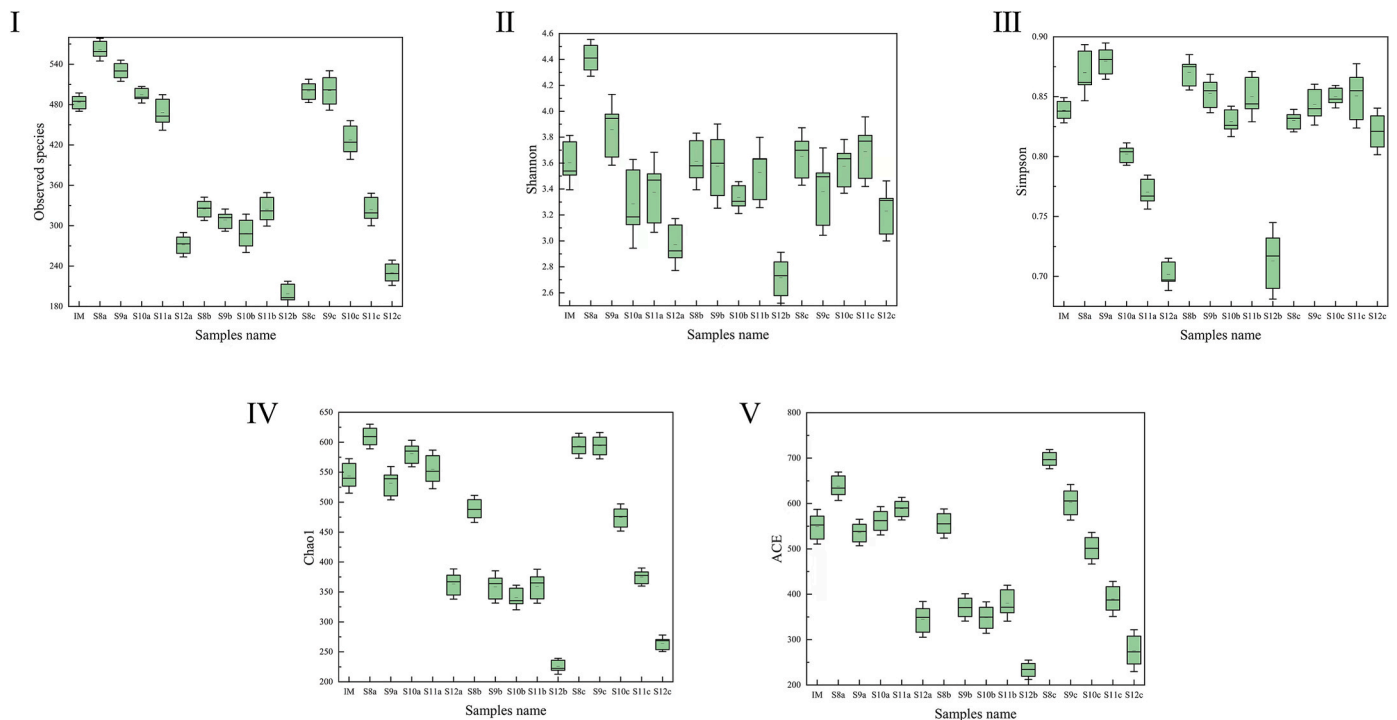 I
Observed species
540
480
420
360
300
240
180
IM S8a S9a S10a S11a S12a S8b S9b S10b S11b S12b S8c S9c S10c S11c S12c
Samples name
II
Shannon
4.6
4.4
4.2
4.0
3.8
3.6
3.4
3.2
3.0
2.8
2.6
IM S8a S9a S10a S11a S12a S8b S9b S10b S11b S12b S8c S9c S10c S11c S12c
Samples name
III
Simpson
0.90
0.85
0.80
0.75
0.70
IM S8a S9a S10a S11a S12a S8b S9b S10b S11b S12b S8c S9c S10c S11c S12c
Samples name
IV
Chao1
650
600
550
500
450
400
350
300
250
200
IM S8a S9a S10a S11a S12a S8b S9b S10b S11b S12b S8c S9c S10c S11c S12c
Samples name
V
ACE
800
700
600
500
400
300
200
IM S8a S9a S10a S11a S12a S8b S9b S10b S11b S12b S8c S9c S10c S11c S12c
Samples name